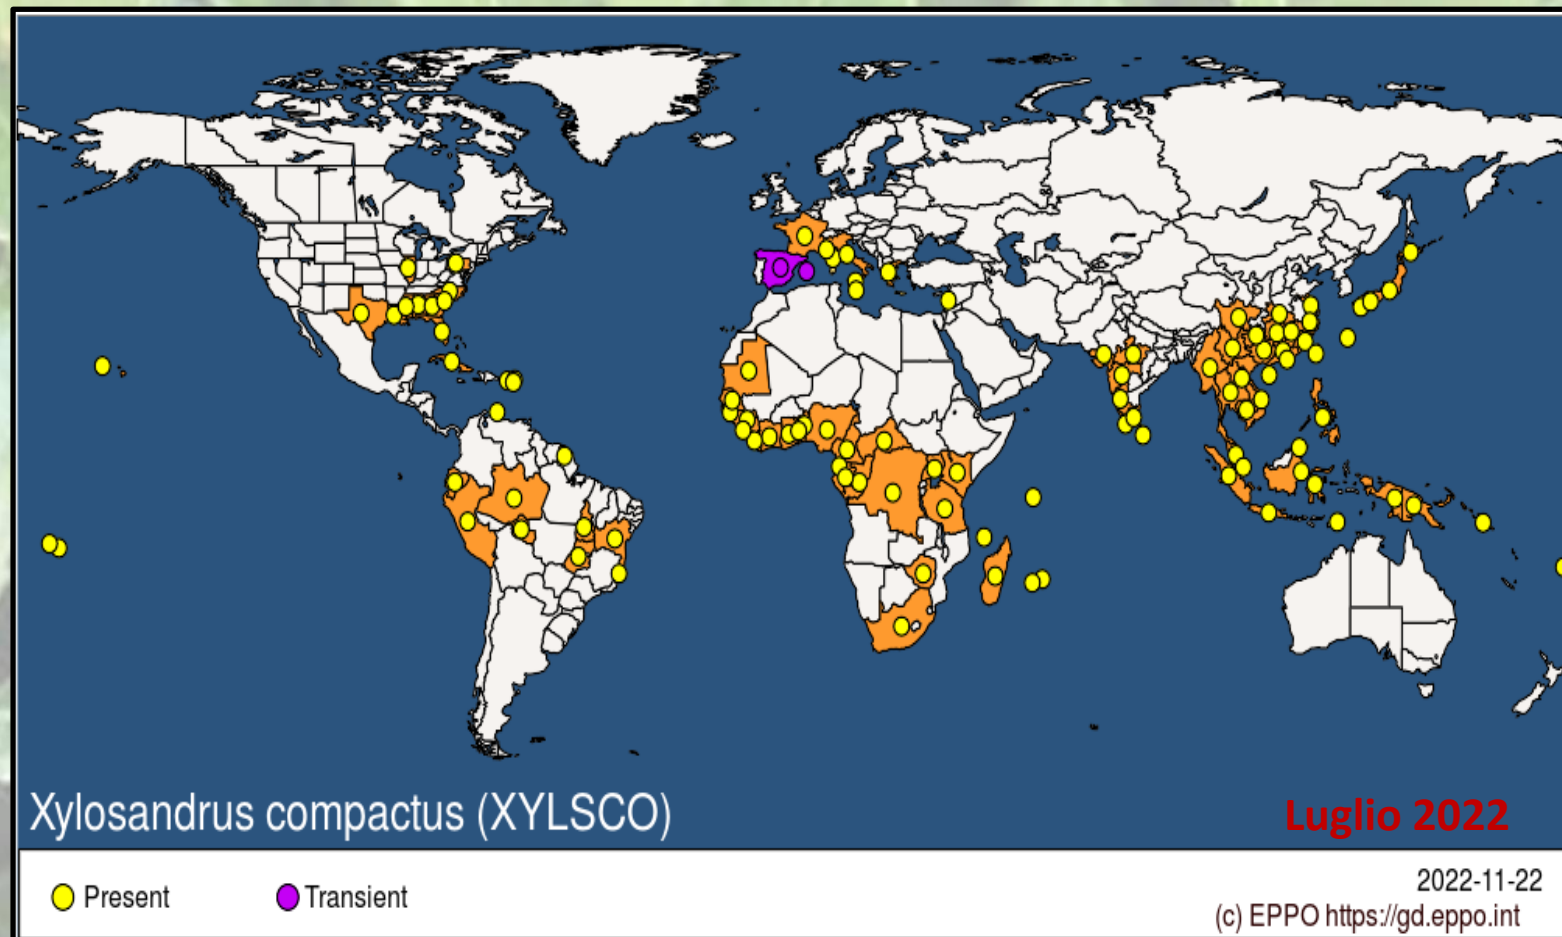 Xylosandrus compactus (XYLSCO)
Luglio 2022
Present
Transient
2022-11-22
(c) EPPO https://gd.eppo.int